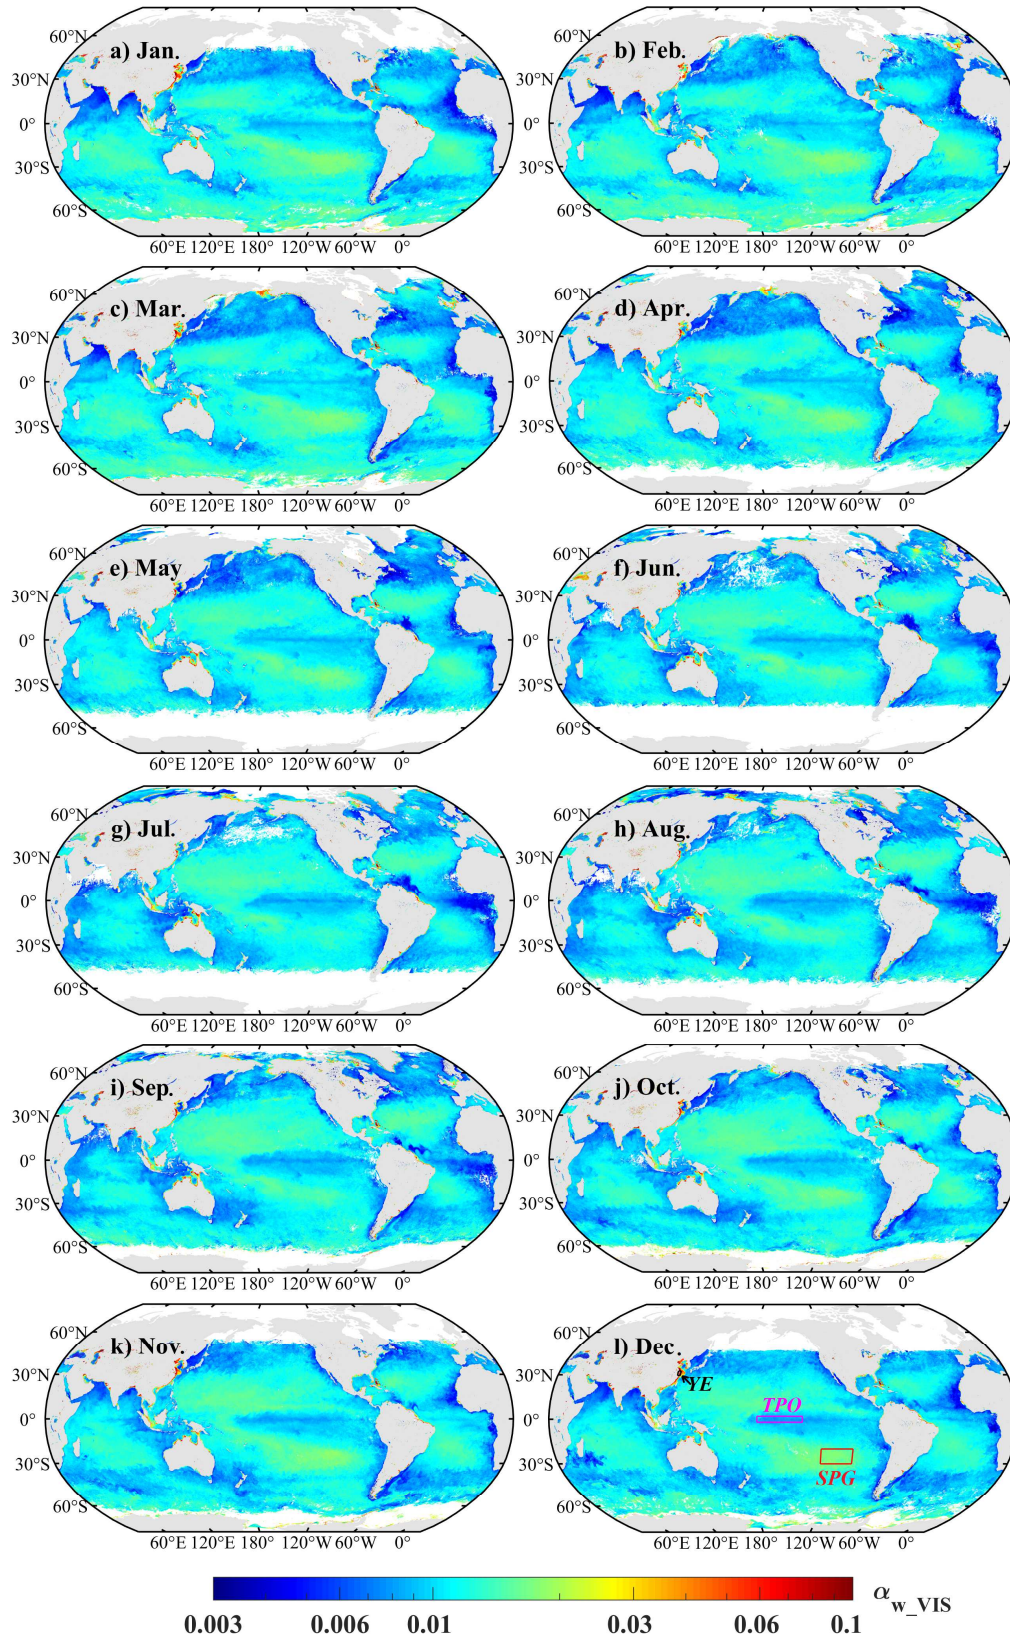 a) Jan.
b) Feb.
60°N
30°N
0°
30°S
60°S
60°E 120°E 180° 120°W 60°W 0°
60°N
30°N
0°
30°S
60°S
60°E 120°E 180° 120°W 60°W 0°
c) Mar.
d) Apr.
60°N
30°N
0°
30°S
60°S
60°E 120°E 180° 120°W 60°W 0°
60°N
30°N
0°
30°S
60°S
60°E 120°E 180° 120°W 60°W 0°
e) May
f) Jun.
60°N
30°N
0°
30°S
60°S
60°E 120°E 180° 120°W 60°W 0°
60°N
30°N
0°
30°S
60°S
60°E 120°E 180° 120°W 60°W 0°
g) Jul.
h) Aug.
60°N
30°N
0°
30°S
60°S
60°E 120°E 180° 120°W 60°W 0°
60°N
30°N
0°
30°S
60°S
60°E 120°E 180° 120°W 60°W 0°
i) Sep.
j) Oct.
60°N
30°N
0°
30°S
60°S
60°E 120°E 180° 120°W 60°W 0°
60°N
30°N
0°
30°S
60°S
60°E 120°E 180° 120°W 60°W 0°
k) Nov.
l) Dec.
60°N
30°N
0°
30°S
60°S
60°E 120°E 180° 120°W 60°W 0°
60°N
30°N
0°
30°S
60°S
60°E 120°E 180° 120°W 60°W 0°
YE
TPO
SPG
0.003 0.006 0.01 0.03 0.06 0.1
α w_VIS